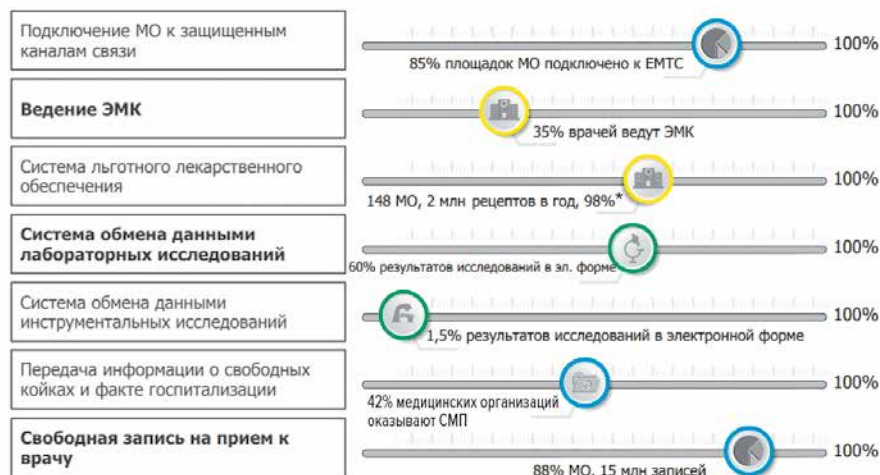 Подключение МО к защищенным
каналам связи
85% площадок МО подключено к ЕМТС
100%
Ведение ЭМК
35% врачей ведут ЭМК
100%
Система льготного лекарственного
обеспечения
148 МО, 2 млн рецептов в год, 98%*
100%
Система обмена данными
лабораторных исследований
60% результатов исследований в эл. форме
100%
Система обмена данными
инструментальных исследований
1,5% результатов исследований в электронной форме
100%
Передача информации о свободных
койках и факте госпитализации
42% медицинских организаций
оказывают СМП
100%
Свободная запись на прием к
врачу
88% МО, 15 млн записей
100%